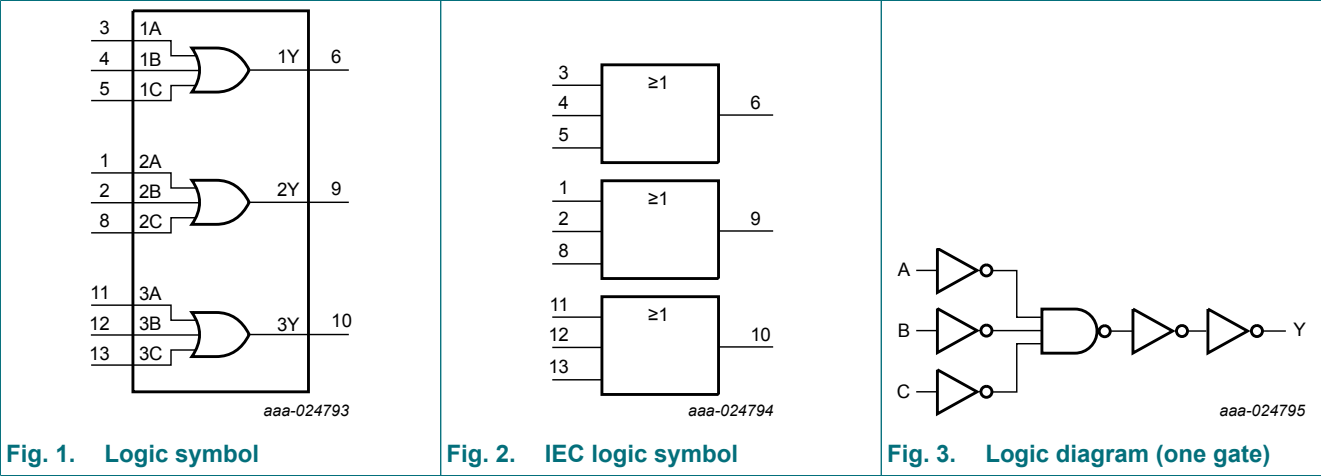 3 1A
4 1B 1Y 6
5 1C
1 2A
2 2B 2Y 9
8 2C
11 3A
12 3B 3Y 10
13 3C
aaa-024793
Fig. 1. Logic symbol
3 ≥1
4 6
5
1 ≥1
2 9
8
11 ≥1
12 10
13
aaa-024794
Fig. 2. IEC logic symbol
A
B Y
C
aaa-024795
Fig. 3. Logic diagram (one gate)